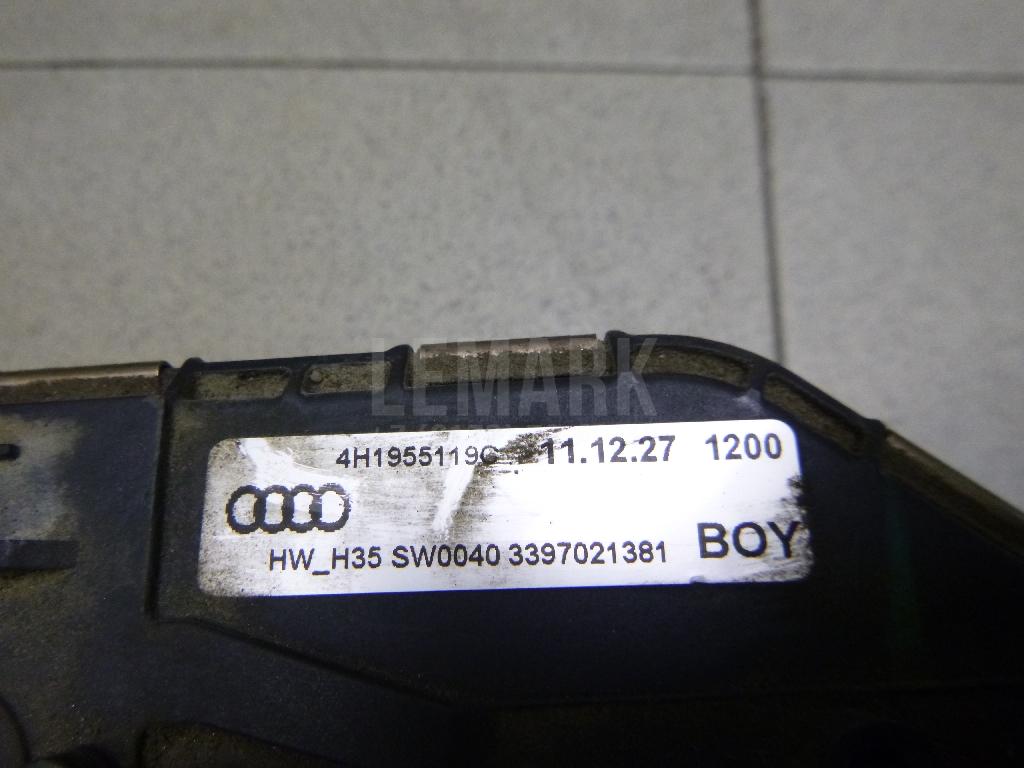 LEMARK
4H1955119C 11.12.27 1200
HW_H35 SW0040 3397021381 BOY